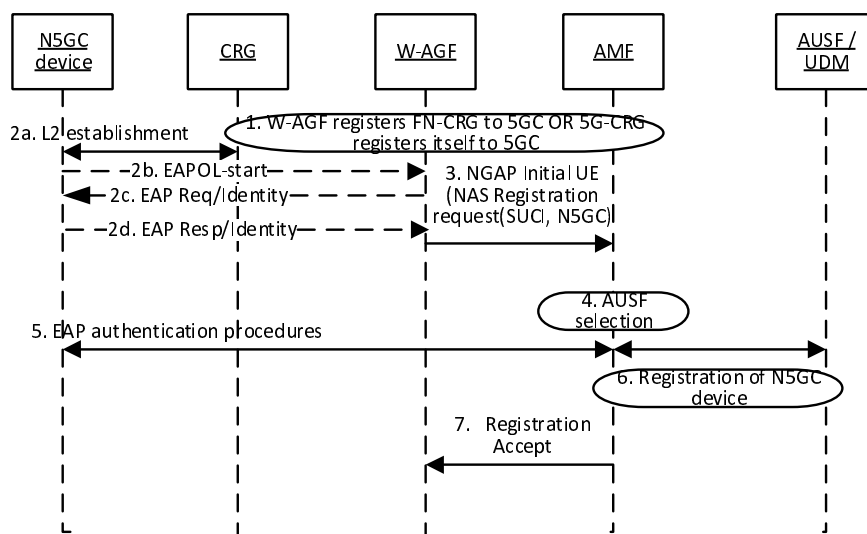 N5GC
device
CRG
W-AGF
AMF
AUSF /
UDM
1. W-AGF registers FN-CRG to 5GC OR 5G-CRG
registers itself to 5GC
2a. L2 establishment
2b. EAPOL-start
2c. EAP Req/Identity
2d. EAP Resp/Identity
3. NGAP Initial UE
(NAS Registration
request(SUCI, N5GC)
4. AUSF
selection
5. EAP authentication procedures
6. Registration of N5GC
device
7. Registration
Accept